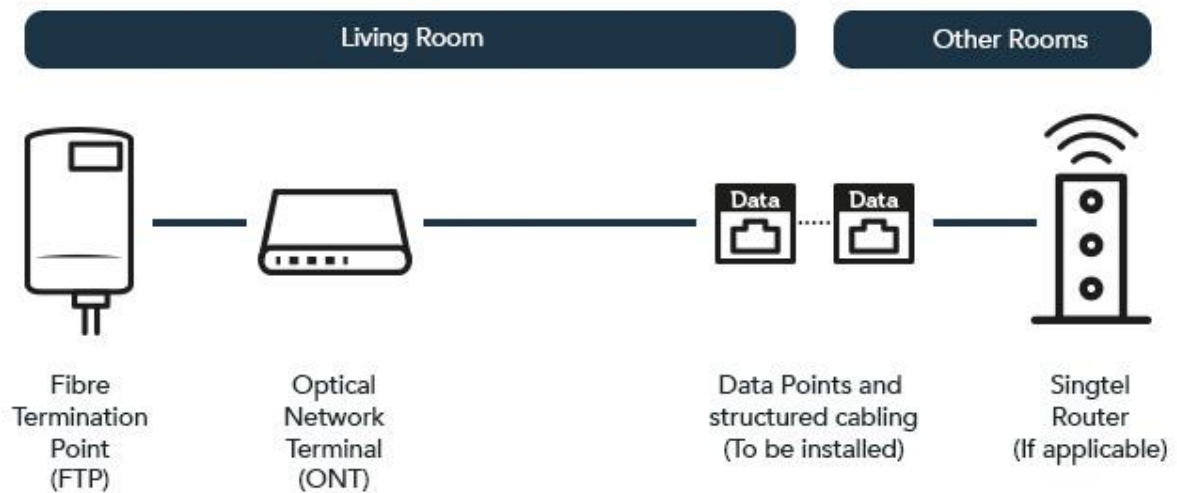 Living Room
Other Rooms
Data
Data
Fibre
Termination
Point
(FTP)
Optical
Network
Terminal
(ONT)
Data Points and
structured cabling
(To be installed)
Singtel
Router
(If applicable)